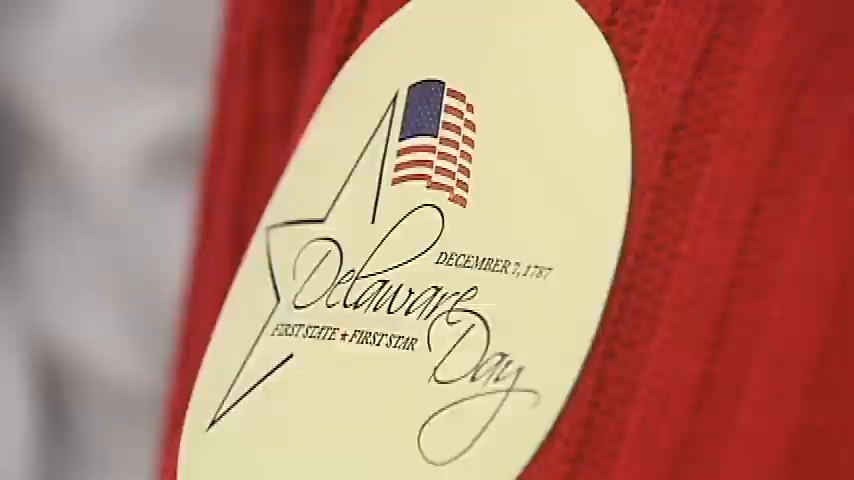 DECEMBER 7, 1787
Delaware
FIRST STATE ★ FIRST STAR
Day